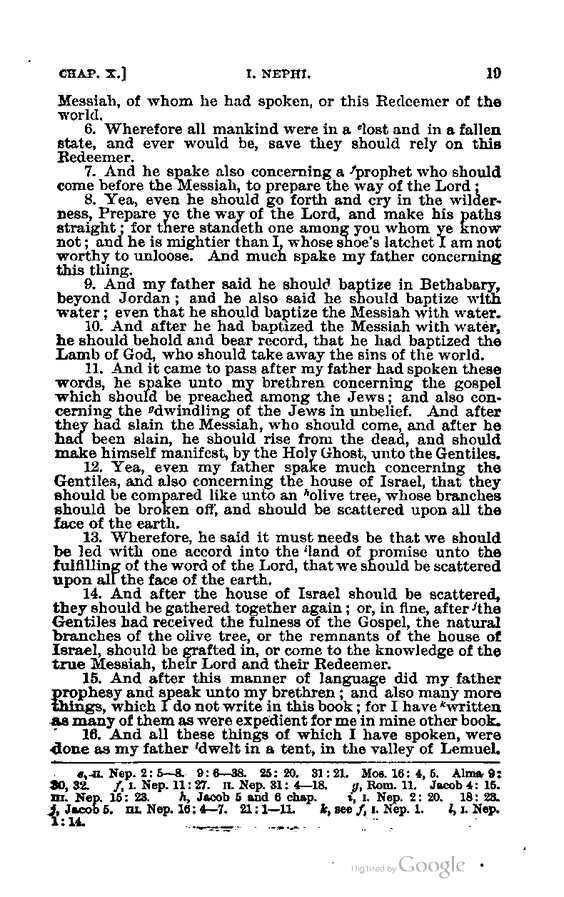 CHAP. X.] I. NEPHI. 19
Messiah, of whom he had spoken, or this Redeemer of the
world.
6. Wherefore all mankind were in a ᵉlost and in a fallen
state, and ever would be, save they should rely on this
Redeemer.
7. And he spake also concerning a ᶠprophet who should
come before the Messiah, to prepare the way of the Lord;
8. Yea, even he should go forth and cry in the wilder-
ness, Prepare ye the way of the Lord, and make his paths
straight; for there standeth one among you whom ye know
not; and he is mightier than I, whose shoe's latchet I am not
worthy to unloose. And much spake my father concerning
this thing.
9. And my father said he should baptize in Bethabary,
beyond Jordan; and he also said he should baptize with
water; even that he should baptize the Messiah with water.
10. And after he had baptized the Messiah with water,
he should behold and bear record, that he had baptized the
Lamb of God, who should take away the sins of the world.
11. And it came to pass after my father had spoken these
words, he spake unto my brethren concerning the gospel
which should be preached among the Jews; and also con-
cerning the ᵍdwindling of the Jews in unbelief. And after
they had slain the Messiah, who should come, and after he
had been slain, he should rise from the dead, and should
make himself manifest, by the Holy Ghost, unto the Gentiles.
12. Yea, even my father spake much concerning the
Gentiles, and also concerning the house of Israel, that they
should be compared like unto an ʰolive tree, whose branches
should be broken off, and should be scattered upon all the
face of the earth.
13. Wherefore, he said it must needs be that we should
be led with one accord into the ⁱland of promise unto the
fulfilling of the word of the Lord, that we should be scattered
upon all the face of the earth.
14. And after the house of Israel should be scattered,
they should be gathered together again; or, in fine, after ʲthe
Gentiles had received the fulness of the Gospel, the natural
branches of the olive tree, or the remnants of the house of
Israel, should be grafted in, or come to the knowledge of the
true Messiah, their Lord and their Redeemer.
15. And after this manner of language did my father
prophesy and speak unto my brethren; and also many more
things, which I do not write in this book; for I have ᵏwritten
as many of them as were expedient for me in mine other book.
16. And all these things of which I have spoken, were
done as my father ˡdwelt in a tent, in the valley of Lemuel.
e, II. Nep. 2: 5—8. 9: 6—38. 25: 20. 31: 21. Mos. 16: 4, 5. Alma 9:
30, 32. f, I. Nep. 11: 27. II. Nep. 31: 4—18. g, Rom. 11. Jacob 4: 15.
III. Nep. 15: 23. h, Jacob 5 and 6 chap. i, I. Nep. 2: 20. 18: 23.
j, Jacob 5. III. Nep. 16: 4—7. 21: 1—11. k, see f, I. Nep. 1. l, I. Nep.
1: 14.
Digitized by Google